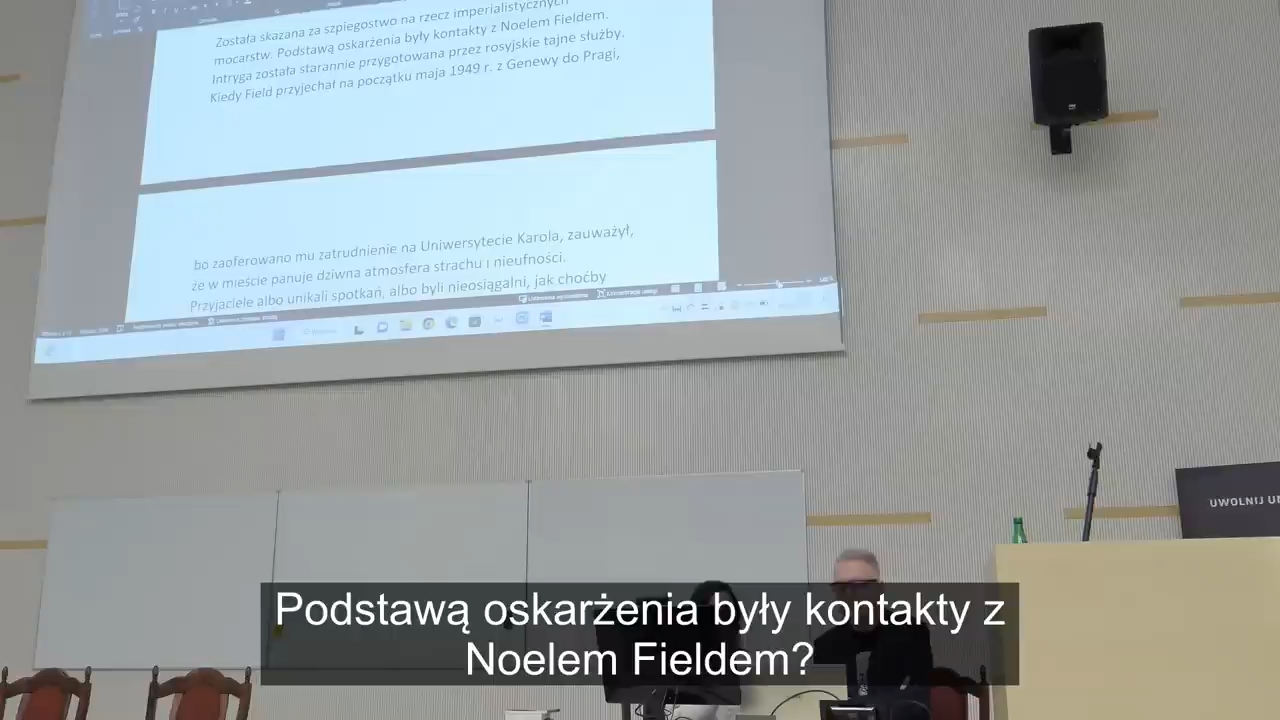 Została skazana za szpiegostwo na rzecz imperialistycznych
mocarstw. Podstawą oskarżenia były kontakty z Noelem Fieldem.
Intryga została starannie przygotowana przez rosyjskie tajne służby.
Kiedy Field przyjechał na początku maja 1949 r. z Genewy do Pragi,
bo zaoferowano mu zatrudnienie na Uniwersytecie Karola, zauważył,
że w mieście panuje dziwna atmosfera strachu i nieufności.
Przyjaciele albo unikali spotkań, albo byli nieosiągalni, jak choćby
UWOLNIJ
Podstawą oskarżenia były kontakty z
Noelem Fieldem?